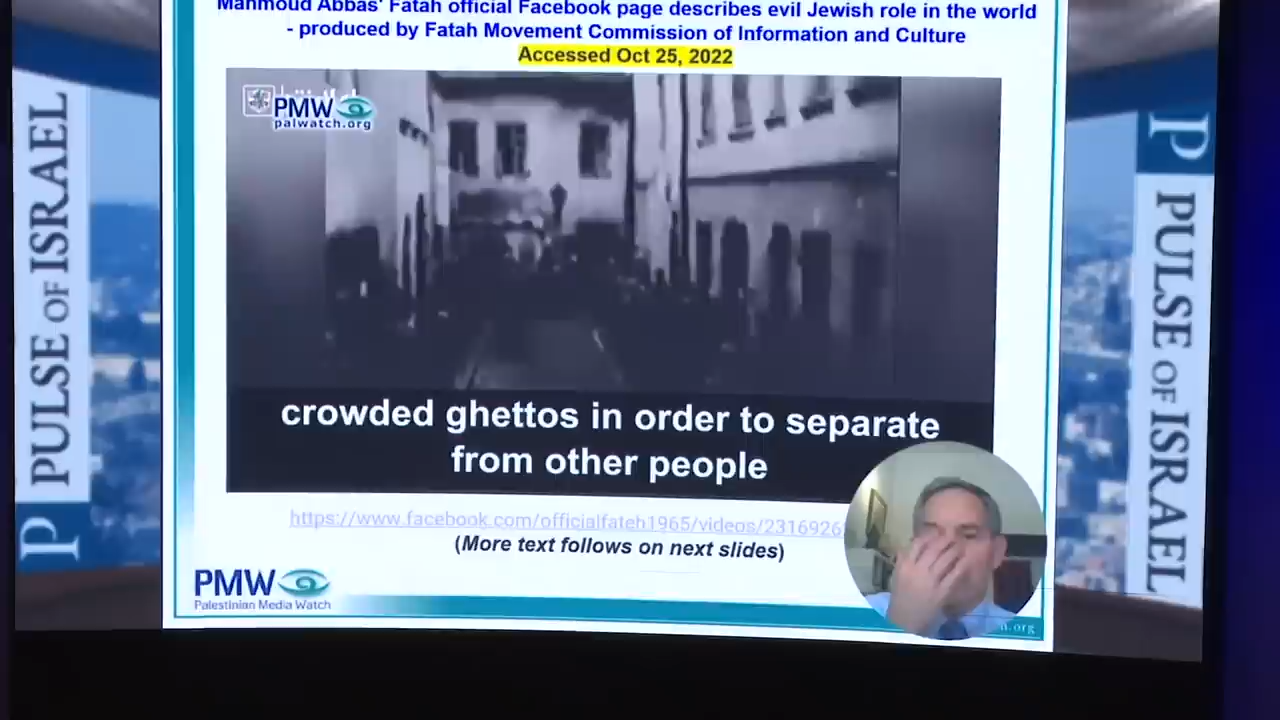 Mahmoud Abbas' Fatah official Facebook page describes evil Jewish role in the world
- produced by Fatah Movement Commission of Information and Culture
Accessed Oct 25, 2022
PMW
palwatch.org
crowded ghettos in order to separate
from other people
https://www.facebook.com/officialfateh1965/videos/2316926
(More text follows on next slides)
PMW
Palestinian Media Watch
P PULSE OF ISRAEL
P PULSE OF ISRAEL